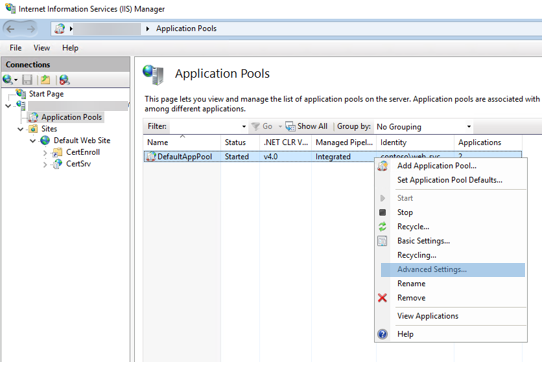 Internet Information Services (IIS) Manager
Application Pools
File View Help
Connections
Start Page
Application Pools
Sites
Default Web Site
CertEnroll
CertSrv
Application Pools
This page lets you view and manage the list of application pools on the server. Application pools are associated with
among different applications.
Filter: Go Show All Group by: No Grouping
Name Status .NET CLR V... Managed Pipel... Identity Applications
DefaultAppPool Started v4.0 Integrated contoso\web_svc 2
Add Application Pool...
Set Application Pool Defaults...
Start
Stop
Recycle...
Basic Settings...
Recycling...
Advanced Settings...
Rename
Remove
View Applications
Help